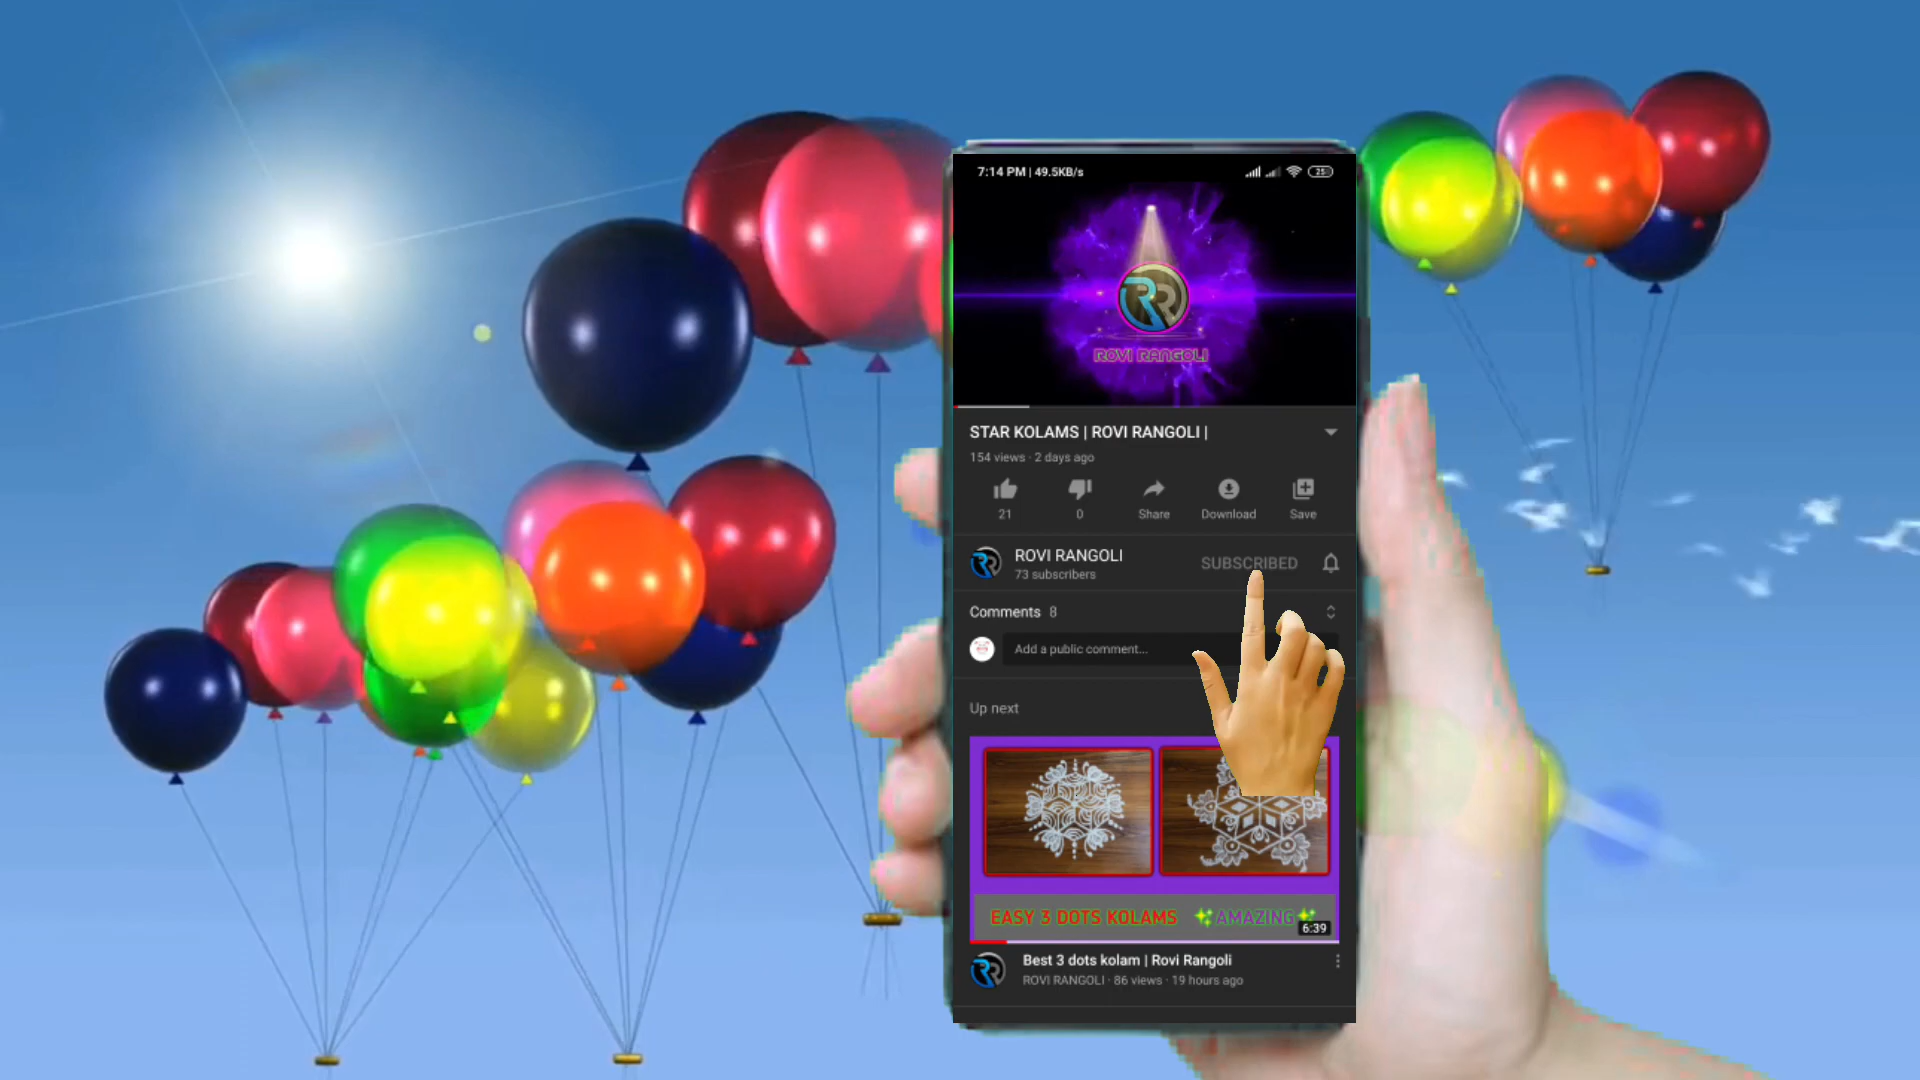 7:14 PM | 49.5KB/s
25
RR
ROVI RANGOLI
STAR KOLAMS | ROVI RANGOLI |
154 views · 2 days ago
21
0
Share
Download
Save
ROVI RANGOLI
73 subscribers
SUBSCRIBED
Comments 8
Add a public comment...
Up next
EASY 3 DOTS KOLAMS ✨AMAZING✨
6:39
Best 3 dots kolam | Rovi Rangoli
ROVI RANGOLI · 86 views · 19 hours ago